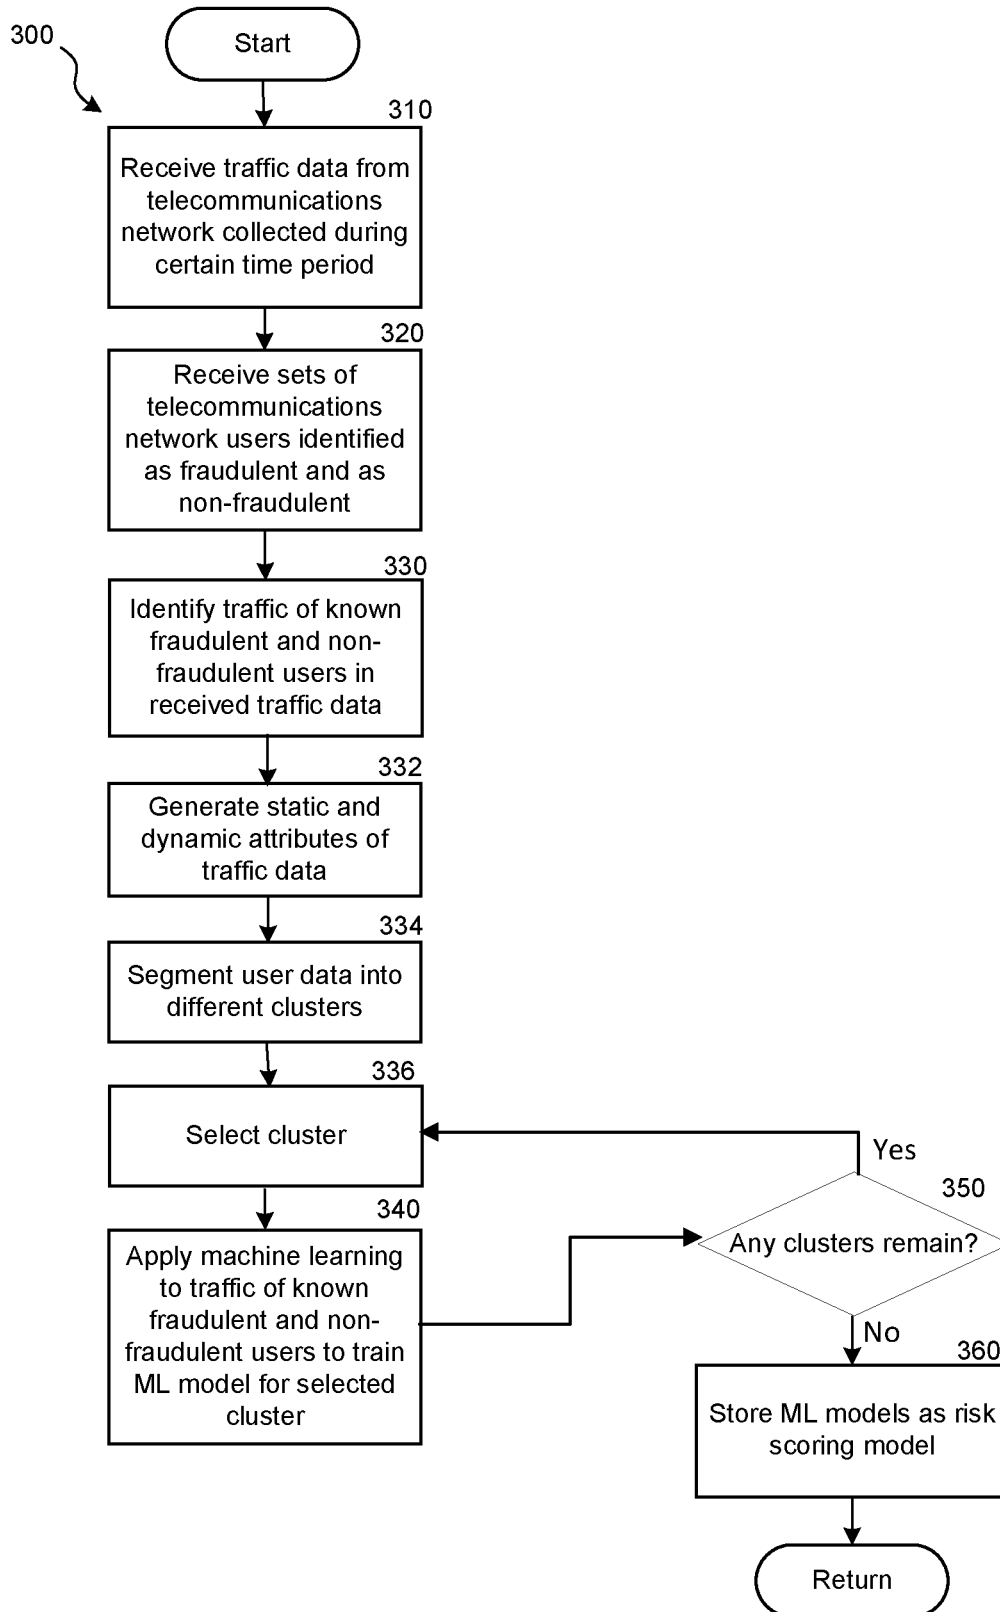 300
Start
310
Receive traffic data from
telecommunications
network collected during
certain time period
320
Receive sets of
telecommunications
network users identified
as fraudulent and as
non-fraudulent
330
Identify traffic of known
fraudulent and non-
fraudulent users in
received traffic data
332
Generate static and
dynamic attributes of
traffic data
334
Segment user data into
different clusters
336
Select cluster
340
Apply machine learning
to traffic of known
fraudulent and non-
fraudulent users to train
ML model for selected
cluster
Yes
350
Any clusters remain?
No
360
Store ML models as risk
scoring model
Return